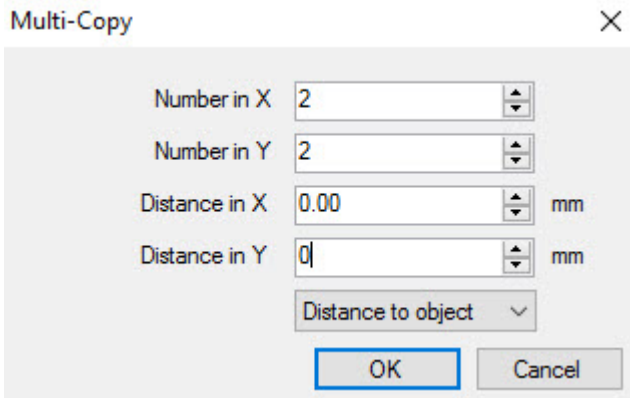 Multi-Copy
Number in X 2
Number in Y 2
Distance in X 0.00 mm
Distance in Y 0 mm
Distance to object
OK Cancel